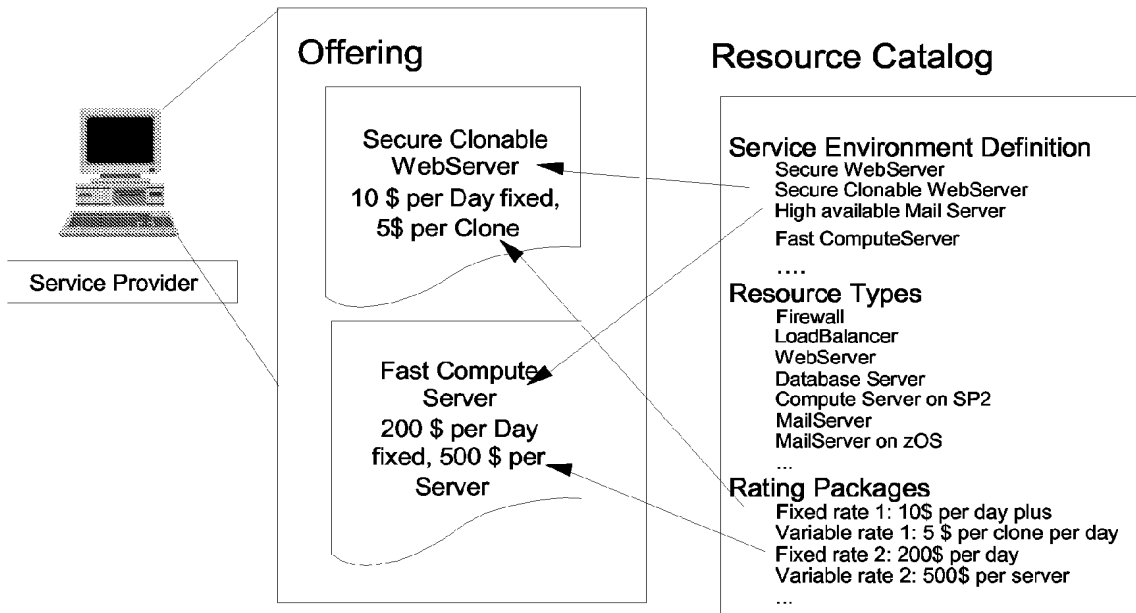 Offering
Secure Clonable
WebServer
10 $ per Day fixed,
5$ per Clone
Service Provider
Fast Compute
Server
200 $ per Day
fixed, 500 $ per
Server
Resource Catalog
Service Environment Definition
Secure WebServer
Secure Clonable WebServer
High available Mail Server
Fast ComputeServer
....
Resource Types
Firewall
LoadBalancer
WebServer
Database Server
Compute Server on SP2
MailServer
MailServer on zOS
...
Rating Packages
Fixed rate 1: 10$ per day plus
Variable rate 1: 5 $ per clone per day
Fixed rate 2: 200$ per day
Variable rate 2: 500$ per server
...